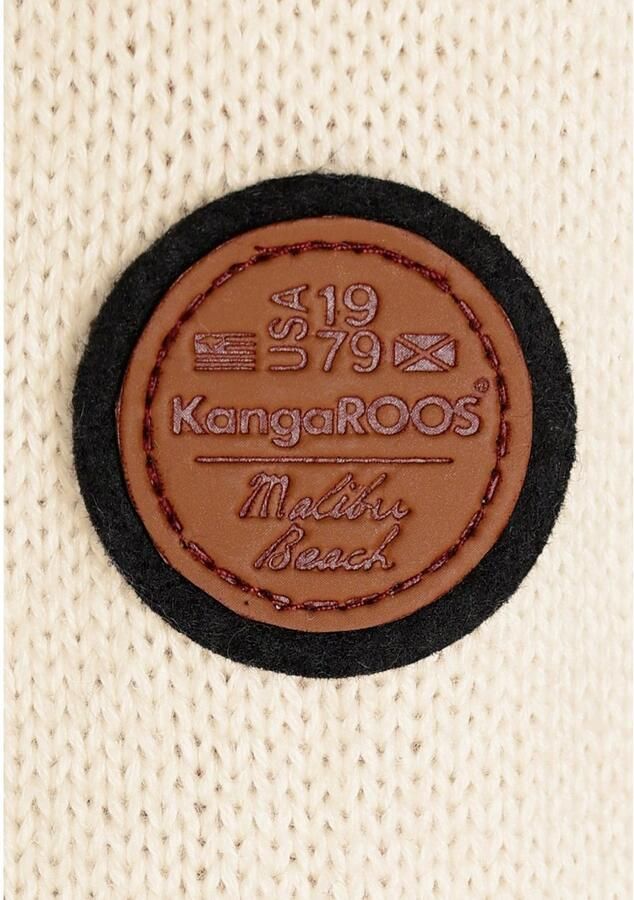 USA 19
79
KangaROOS®
Malibu
Beach